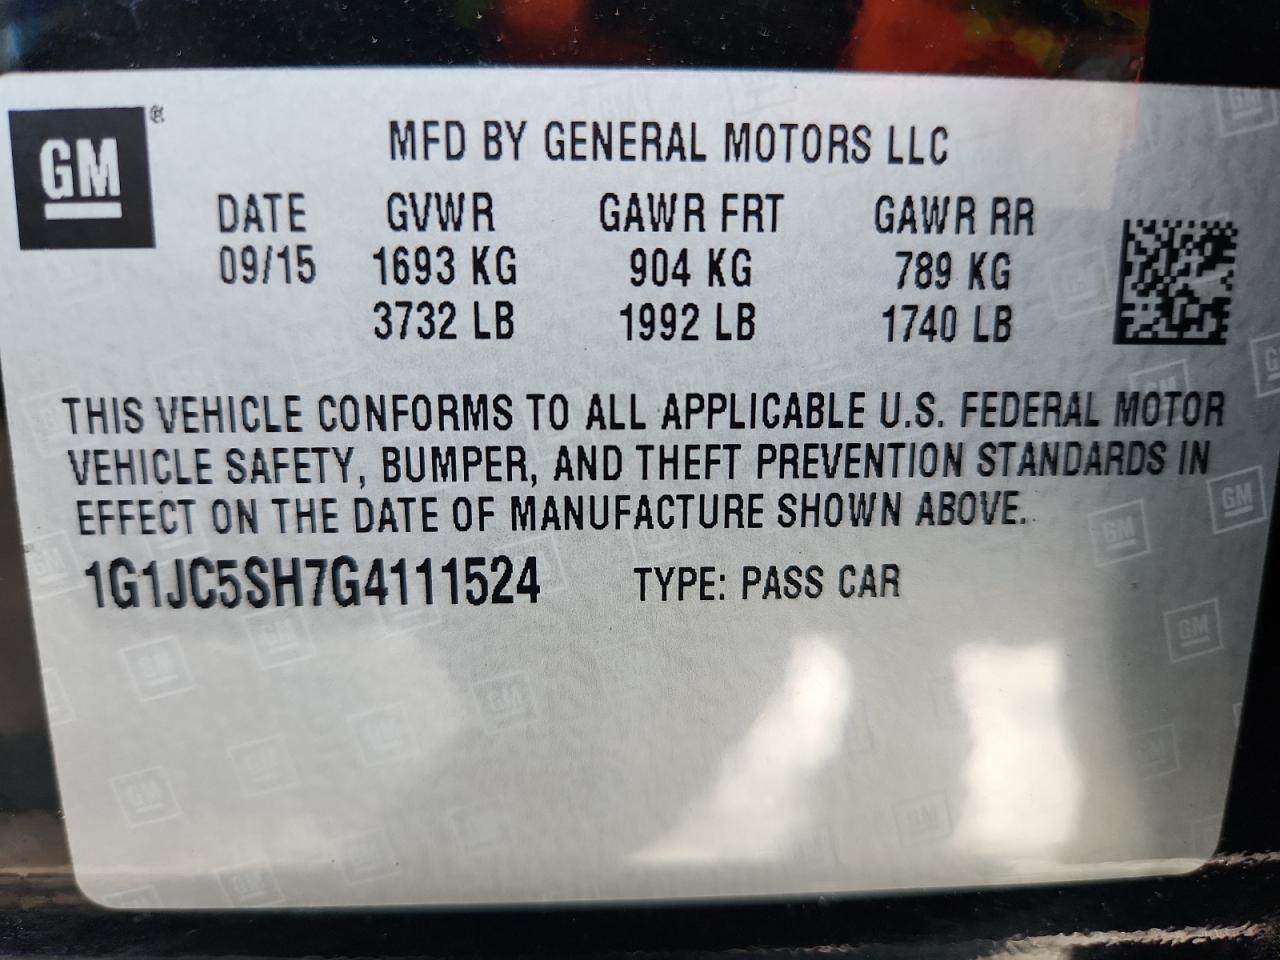 GM®
MFD BY GENERAL MOTORS LLC
DATE GVWR GAWR FRT GAWR RR
09/15 1693 KG 904 KG 789 KG
3732 LB 1992 LB 1740 LB
THIS VEHICLE CONFORMS TO ALL APPLICABLE U.S. FEDERAL MOTOR
VEHICLE SAFETY, BUMPER, AND THEFT PREVENTION STANDARDS IN
EFFECT ON THE DATE OF MANUFACTURE SHOWN ABOVE.
1G1JC5SH7G4111524 TYPE: PASS CAR